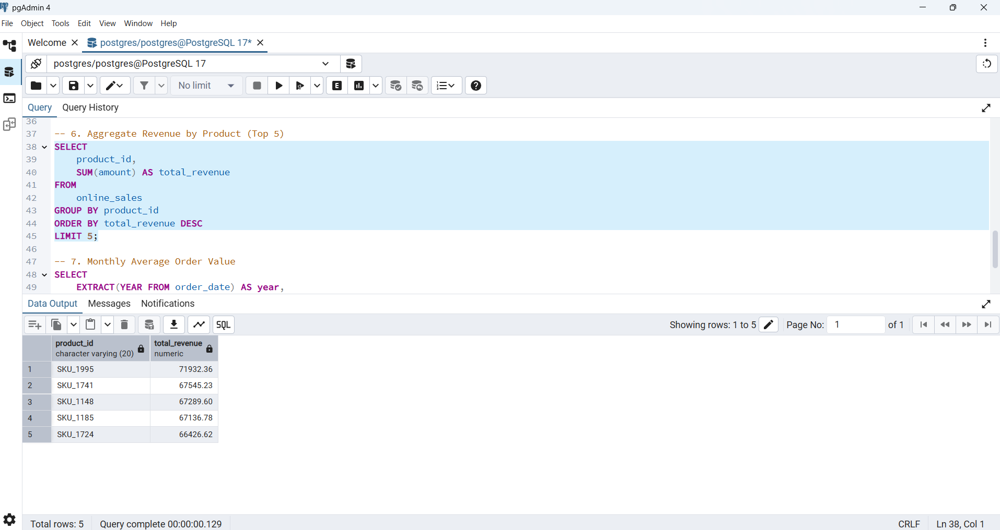 pgAdmin 4
File Object Tools Edit View Window Help
Welcome postgres/postgres@PostgreSQL 17*
postgres/postgres@PostgreSQL 17
No limit
E
Query Query History
36
37 -- 6. Aggregate Revenue by Product (Top 5)
38 SELECT
39 product_id,
40 SUM(amount) AS total_revenue
41 FROM
42 online_sales
43 GROUP BY product_id
44 ORDER BY total_revenue DESC
45 LIMIT 5;
46
47 -- 7. Monthly Average Order Value
48 SELECT
49 EXTRACT(YEAR FROM order_date) AS year,
Data Output Messages Notifications
SQL Showing rows: 1 to 5 Page No: 1 of 1
product_id total_revenue
character varying (20) numeric
1 SKU_1995 71932.36
2 SKU_1741 67545.23
3 SKU_1148 67289.60
4 SKU_1185 67136.78
5 SKU_1724 66426.62
Total rows: 5 Query complete 00:00:00.129 CRLF Ln 38, Col 1